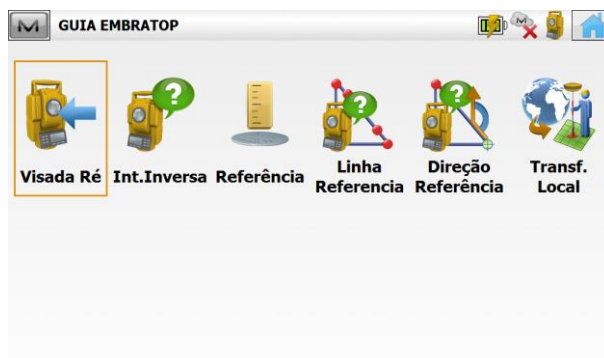 GUIA EMBRATOP
Visada Ré
Int.Inversa
Referência
Linha
Referencia
Direção
Referência
Transf.
Local